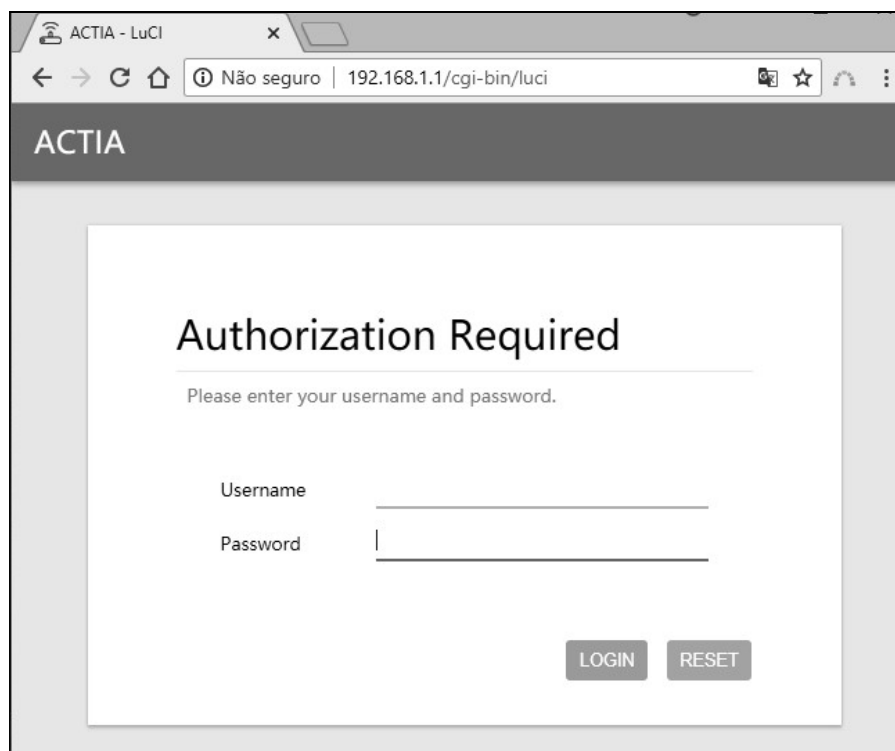 ACTIA - LuCI
Não seguro | 192.168.1.1/cgi-bin/luci
ACTIA
Authorization Required
Please enter your username and password.
Username
Password
LOGIN RESET